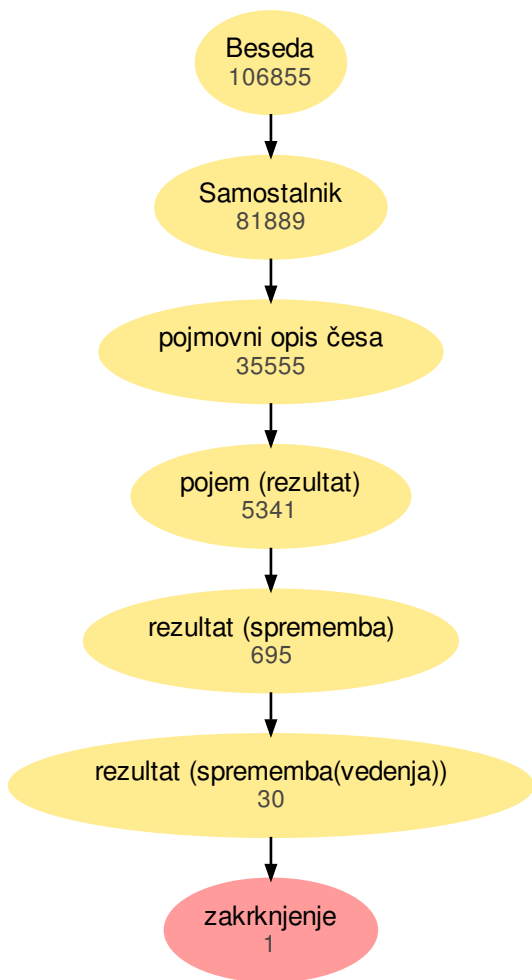 Beseda
106855
Samostalnik
81889
pojmovni opis česa
35555
pojem (rezultat)
5341
rezultat (sprememba)
695
rezultat (sprememba(vedenja))
30
zakrknjenje
1